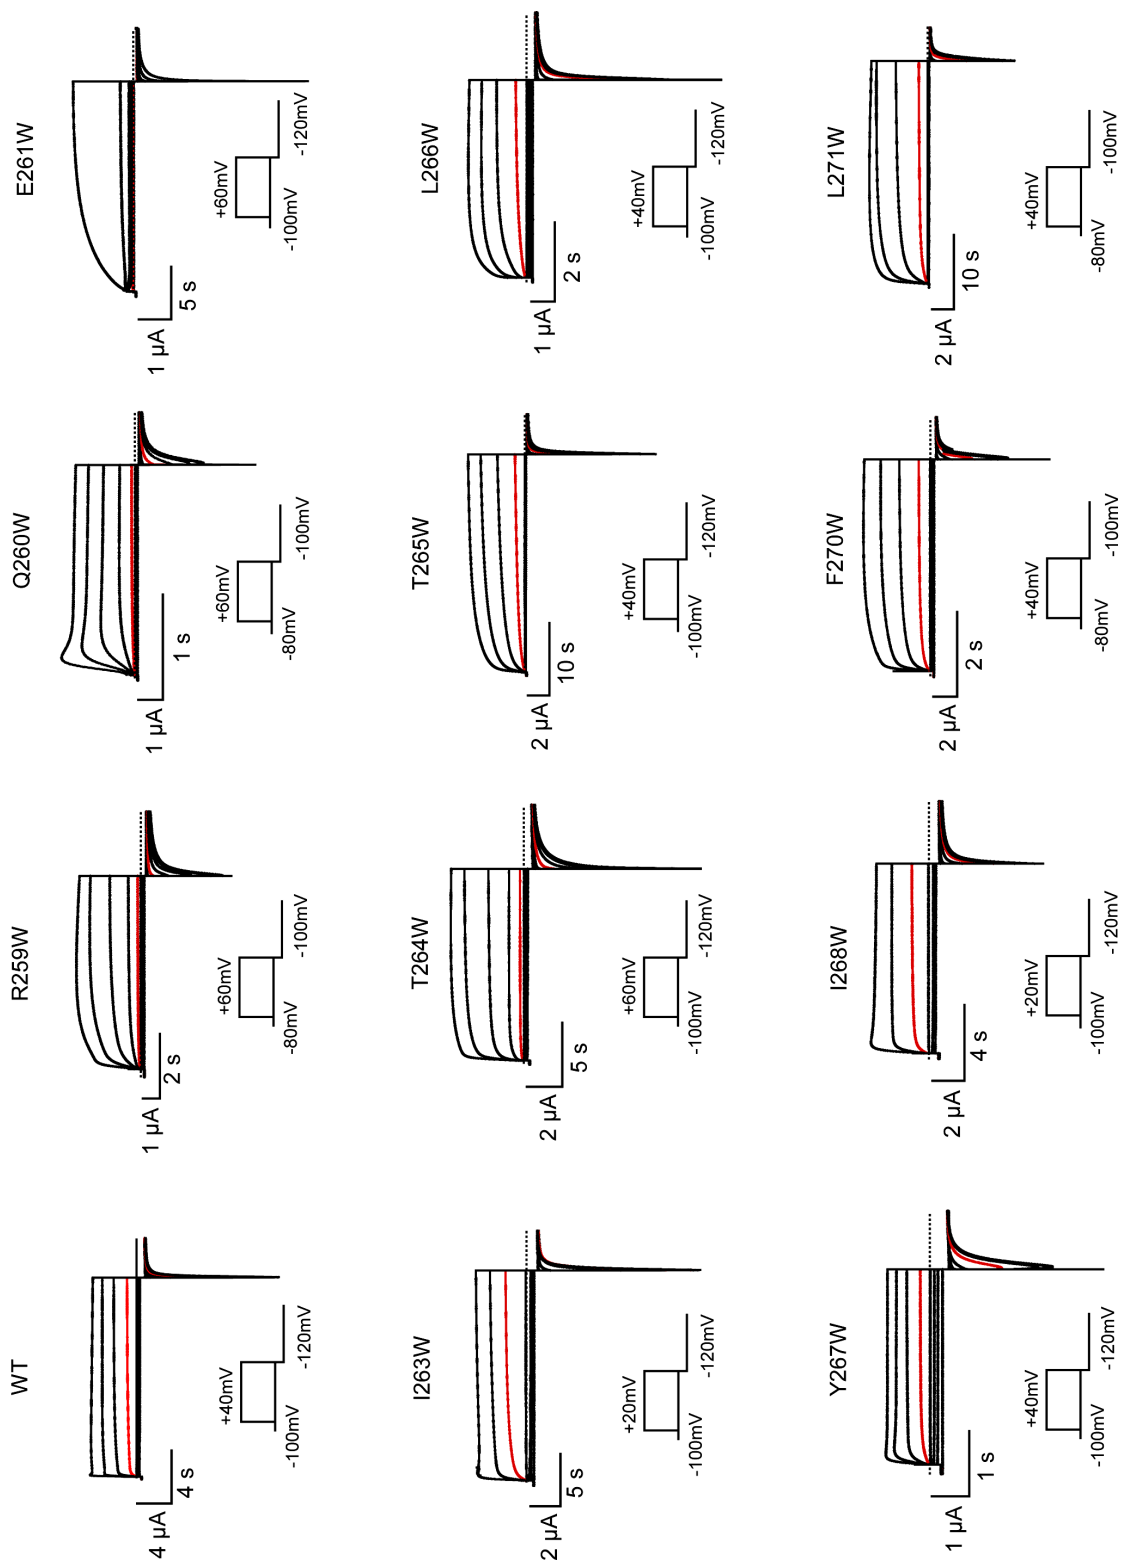 WT
+40mV
-100mV
-120mV
4 µA
4 s
R259W
+60mV
-80mV
-100mV
1 µA
2 s
Q260W
+60mV
-80mV
-100mV
1 µA
1 s
E261W
+60mV
-100mV
-120mV
1 µA
5 s
I263W
+20mV
-100mV
-120mV
2 µA
5 s
T264W
+60mV
-100mV
-120mV
2 µA
5 s
T265W
+40mV
-100mV
-120mV
2 µA
10 s
L266W
+40mV
-100mV
-120mV
1 µA
2 s
Y267W
+40mV
-100mV
-120mV
1 µA
1 s
I268W
+20mV
-100mV
-120mV
2 µA
4 s
F270W
+40mV
-80mV
-100mV
2 µA
2 s
L271W
+40mV
-80mV
-100mV
2 µA
10 s